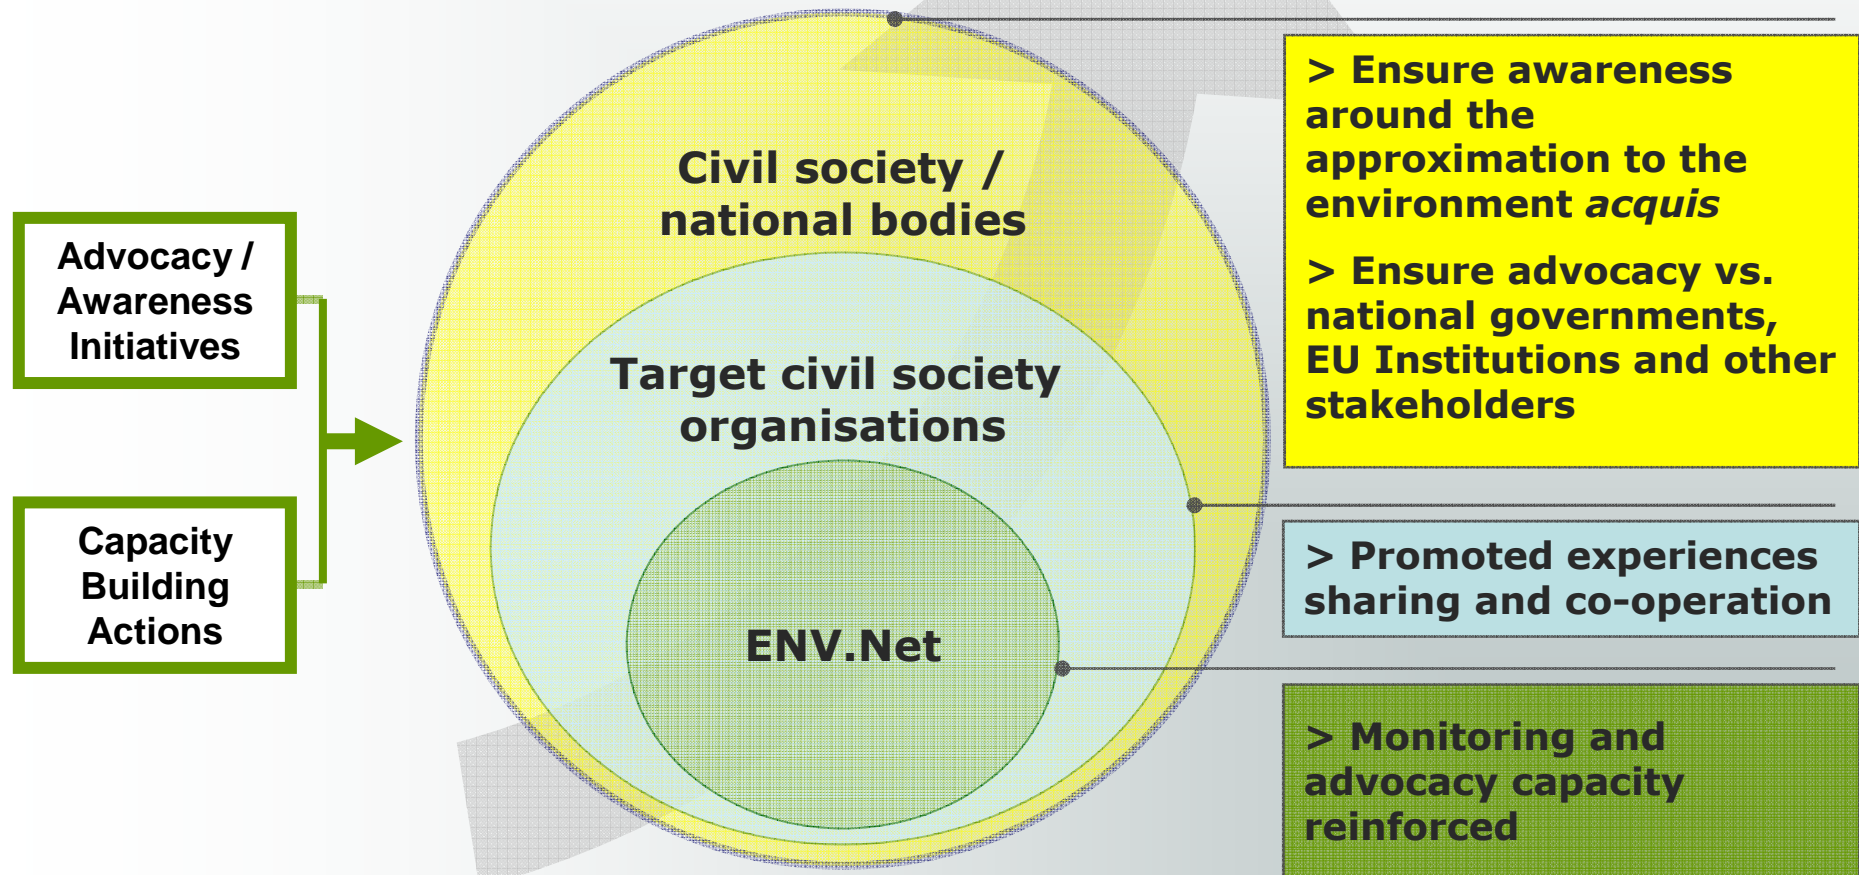 Advocacy /
Awareness
Initiatives
Capacity
Building
Actions
Civil society /
national bodies
Target civil society
organisations
ENV.Net
> Ensure awareness
around the
approximation to the
environment acquis
> Ensure advocacy vs.
national governments,
EU Institutions and other
stakeholders
> Promoted experiences
sharing and co-operation
> Monitoring and
advocacy capacity
reinforced